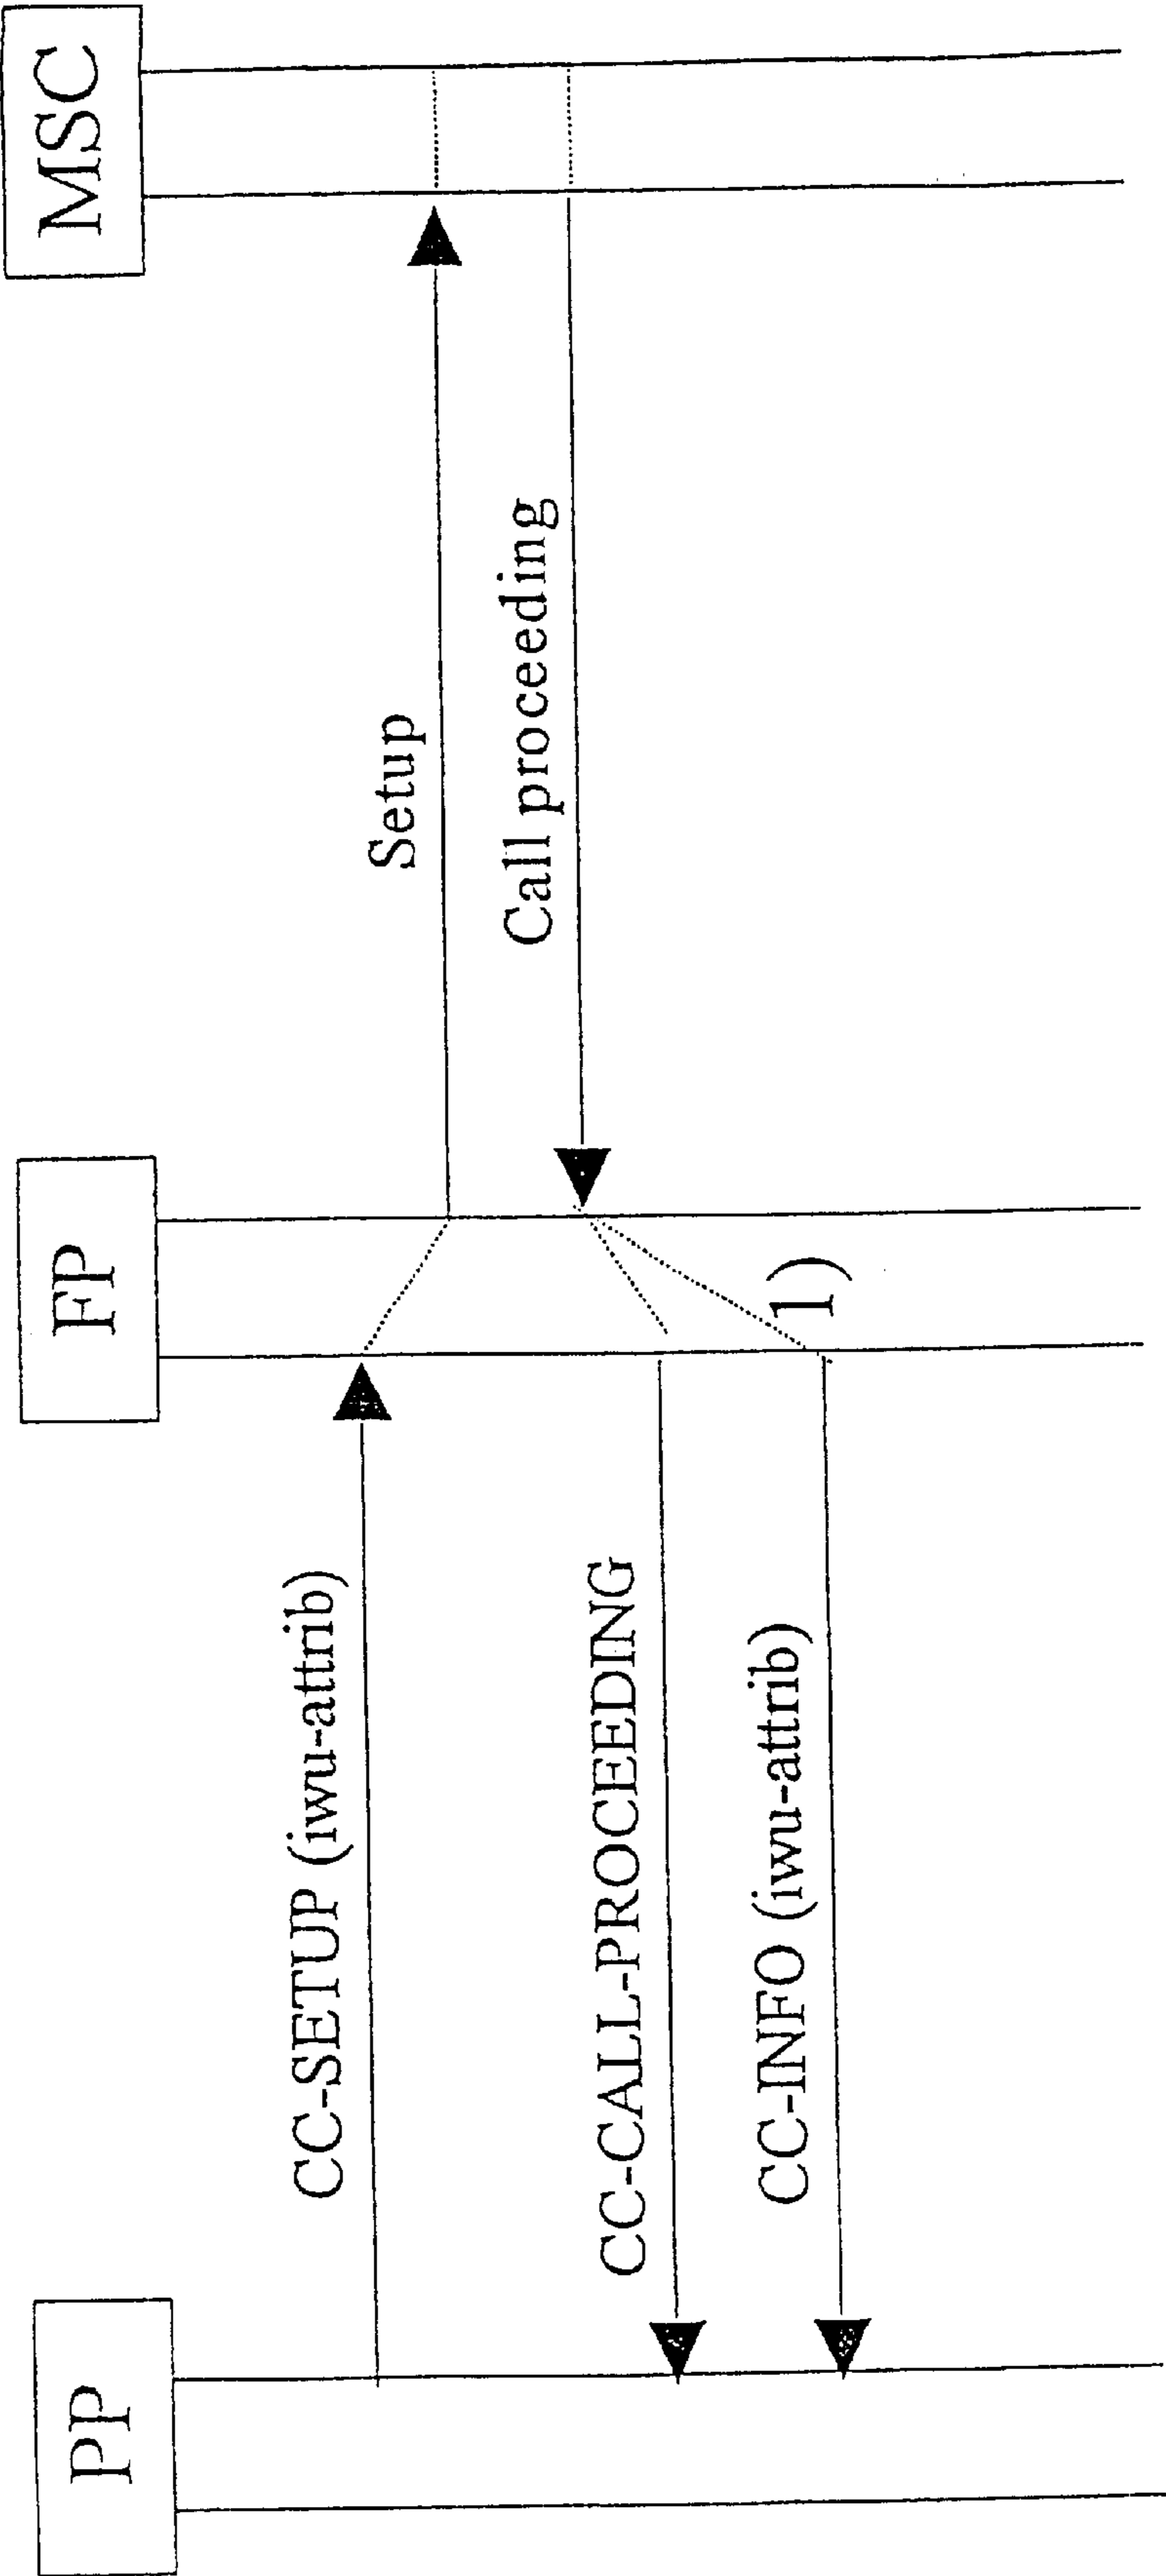 PP
FP
MSC
CC-SETUP (iwu-attrib)
Setup
Call proceeding
CC-CALL-PROCEEDING
CC-INFO (iwu-attrib)
1)